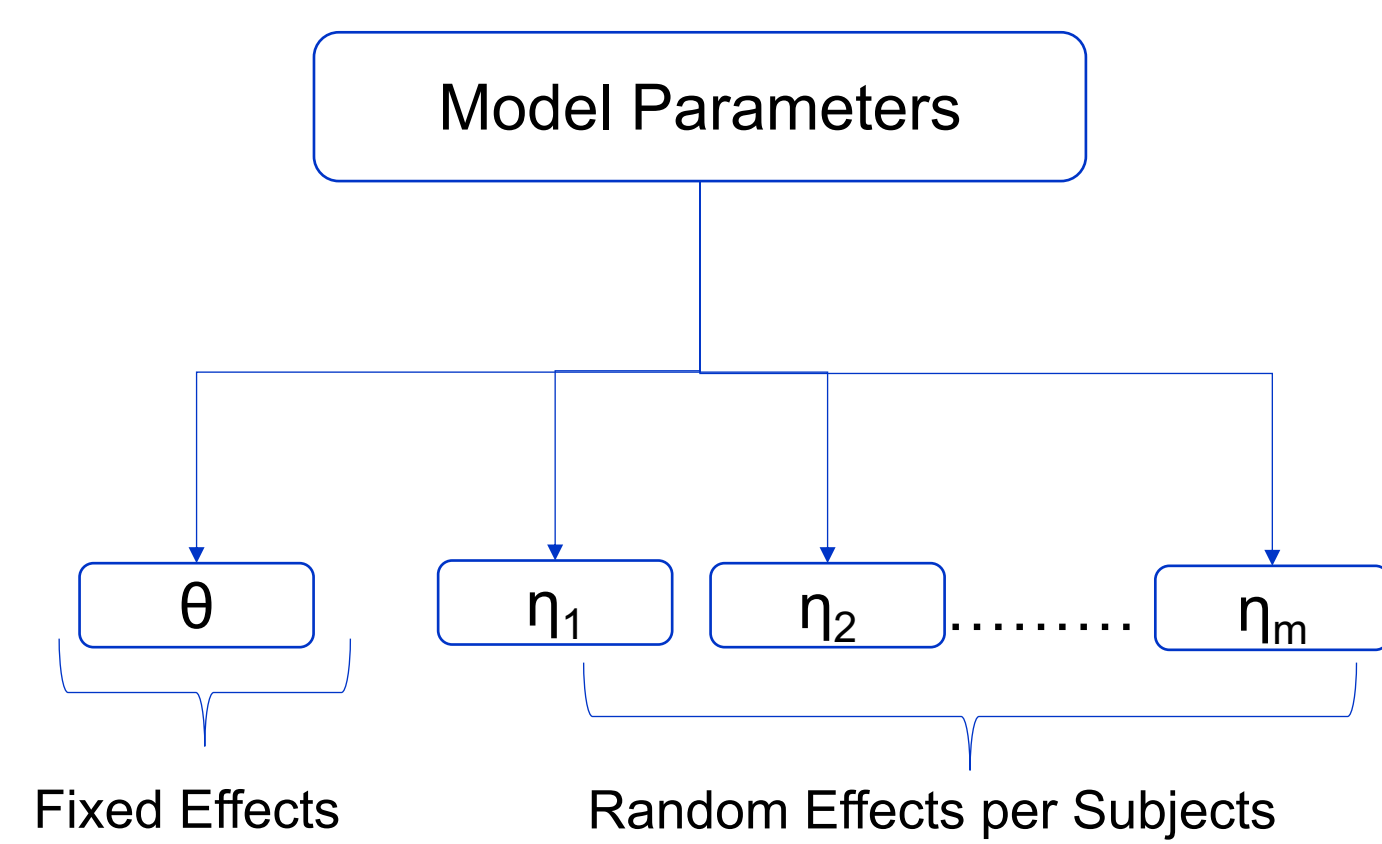 Model Parameters
θ η₁ η₂ ......... ηₘ
Fixed Effects Random Effects per Subjects